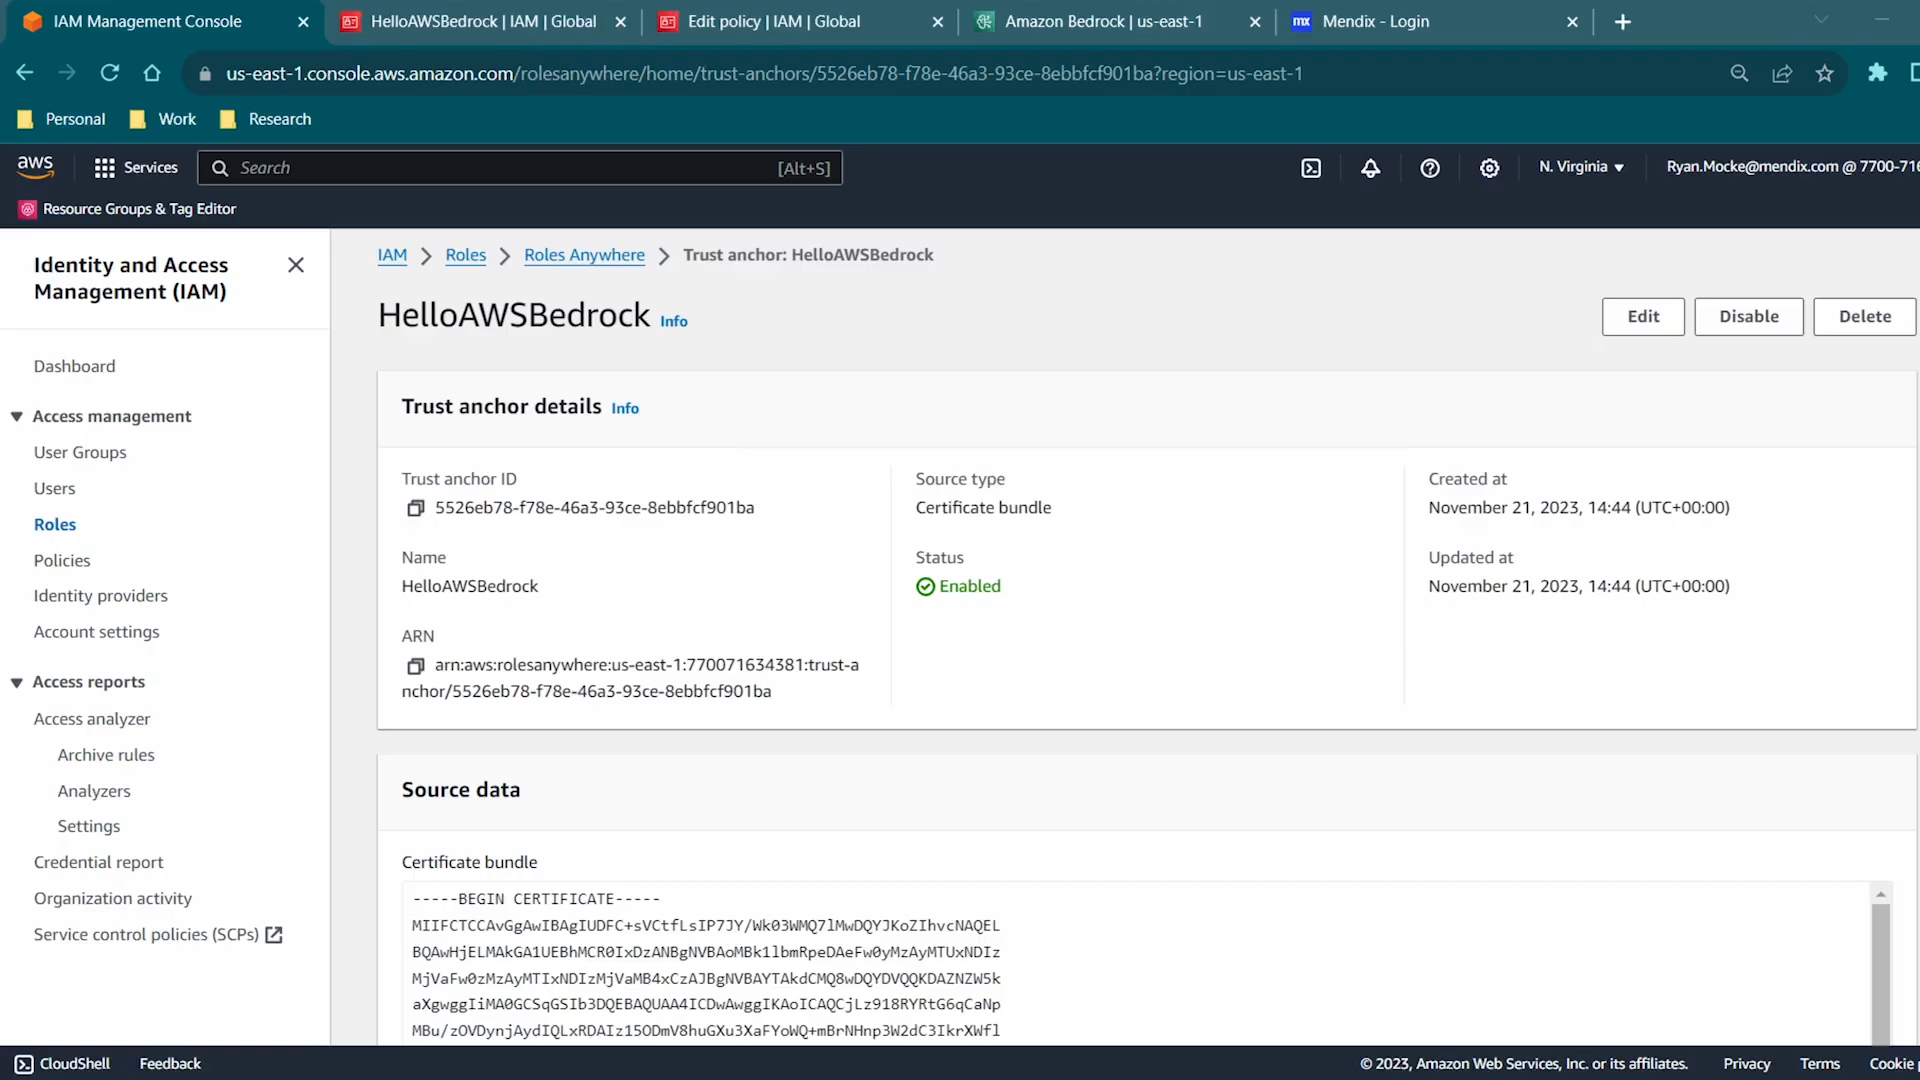 IAM Management Console
HelloAWSBedrock | IAM | Global
Edit policy | IAM | Global
Amazon Bedrock | us-east-1
mx Mendix - Login
us-east-1.console.aws.amazon.com/rolesanywhere/home/trust-anchors/5526eb78-f78e-46a3-93ce-8ebbfcf901ba?region=us-east-1
Personal Work Research
aws Services Search [Alt+S] N. Virginia Ryan.Mocke@mendix.com @ 7700-716
Resource Groups & Tag Editor
Identity and Access
Management (IAM)
Dashboard
Access management
User Groups
Users
Roles
Policies
Identity providers
Account settings
Access reports
Access analyzer
Archive rules
Analyzers
Settings
Credential report
Organization activity
Service control policies (SCPs)
IAM Roles Roles Anywhere Trust anchor: HelloAWSBedrock
HelloAWSBedrock Info
Edit Disable Delete
Trust anchor details Info
Trust anchor ID
5526eb78-f78e-46a3-93ce-8ebbfcf901ba
Name
HelloAWSBedrock
ARN
arn:aws:rolesanywhere:us-east-1:770071634381:trust-a
nchor/5526eb78-f78e-46a3-93ce-8ebbfcf901ba
Source type
Certificate bundle
Status
Enabled
Created at
November 21, 2023, 14:44 (UTC+00:00)
Updated at
November 21, 2023, 14:44 (UTC+00:00)
Source data
Certificate bundle
-----BEGIN CERTIFICATE-----
MIIFCTCCAvGgAwIBAgIUDFC+sVCtfLsIP7JY/Wk03WMQ7lMwDQYJKoZIhvcNAQEL
BQAwHjELMAkGA1UEBhMCR0IxDzANBgNVBAoMBk1lbmRpeDAeFw0yMzAyMTUxNDIz
MjVaFw0zMzAyMTIxNDIzMjVaMB4xCzAJBgNVBAYTAkdCMQ8wDQYDVQQKDAZNZW5k
aXgwggIiMA0GCSqGSIb3DQEBAQUAA4ICDwAwggIKAoICAQCjLz918RYRtG6qCaNp
MBu/zOVDynjAydIQLxRDAIz15ODmV8huGXu3XaFYoWQ+mBrNHnp3W2dC3IkrXWfl
CloudShell Feedback © 2023, Amazon Web Services, Inc. or its affiliates. Privacy Terms Cookie